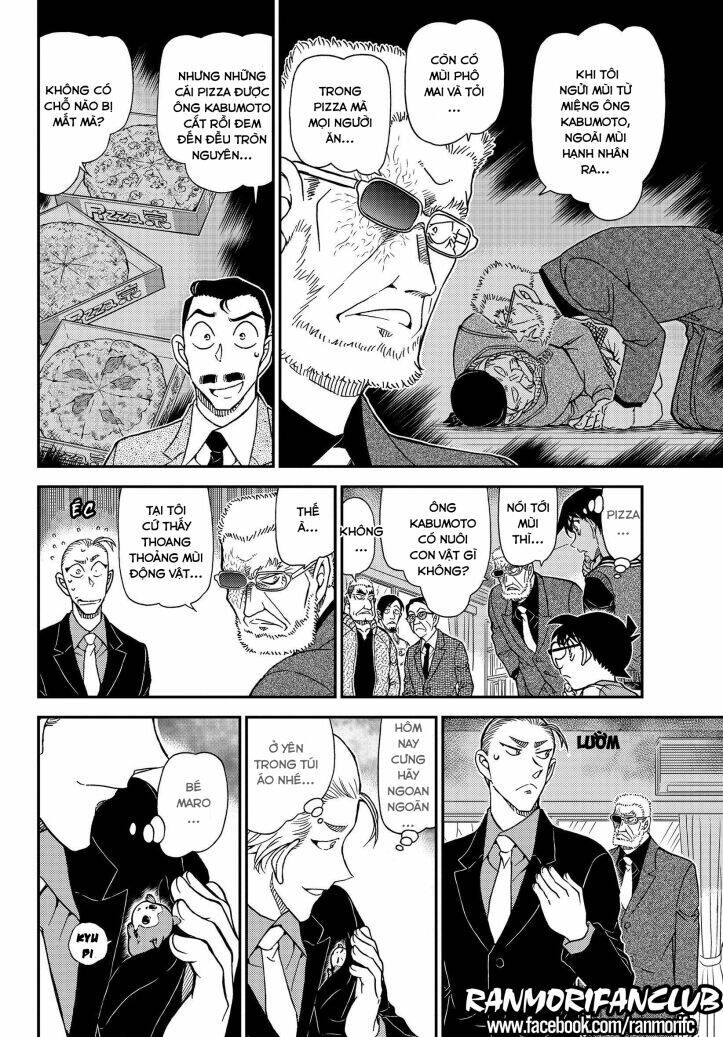 KHI TÔI
NGỬI MÙI TỪ
MIỆNG ÔNG
KABUMOTO,
NGOÀI MÙI
HẠNH NHÂN
RA...
CÒN CÓ
MÙI PHÔ
MAI VÀ TỎI
...
TRONG
PIZZA MÀ
MỌI NGƯỜI
ĂN...
NHƯNG NHỮNG
CÁI PIZZA ĐƯỢC
ÔNG KABUMOTO
CẮT RỒI ĐEM
ĐẾN ĐỀU TRÒN
NGUYÊN...
KHÔNG CÓ
CHỖ NÀO BỊ
MẤT MÀ?
Pizza
Pizza
PIZZA
...
NÓI TỚI
MÙI
THÌ...
ÔNG
KABUMOTO
CÓ NUÔI
CON VẬT GÌ
KHÔNG?
KHÔNG
...
THẾ
À...
TẠI TÔI
CỨ THẤY
THOANG
THOẢNG MÙI
ĐỘNG VẬT...
ÉC
LƯỜM
HÔM
NAY
CƯNG
HÃY
NGOAN
NGOÃN
...
Ở YÊN
TRONG TÚI
ÁO NHÉ...
BÉ
MARO
...
KYU
PI
RANMORIFANCLUB
www.facebook.com/ranmorifc